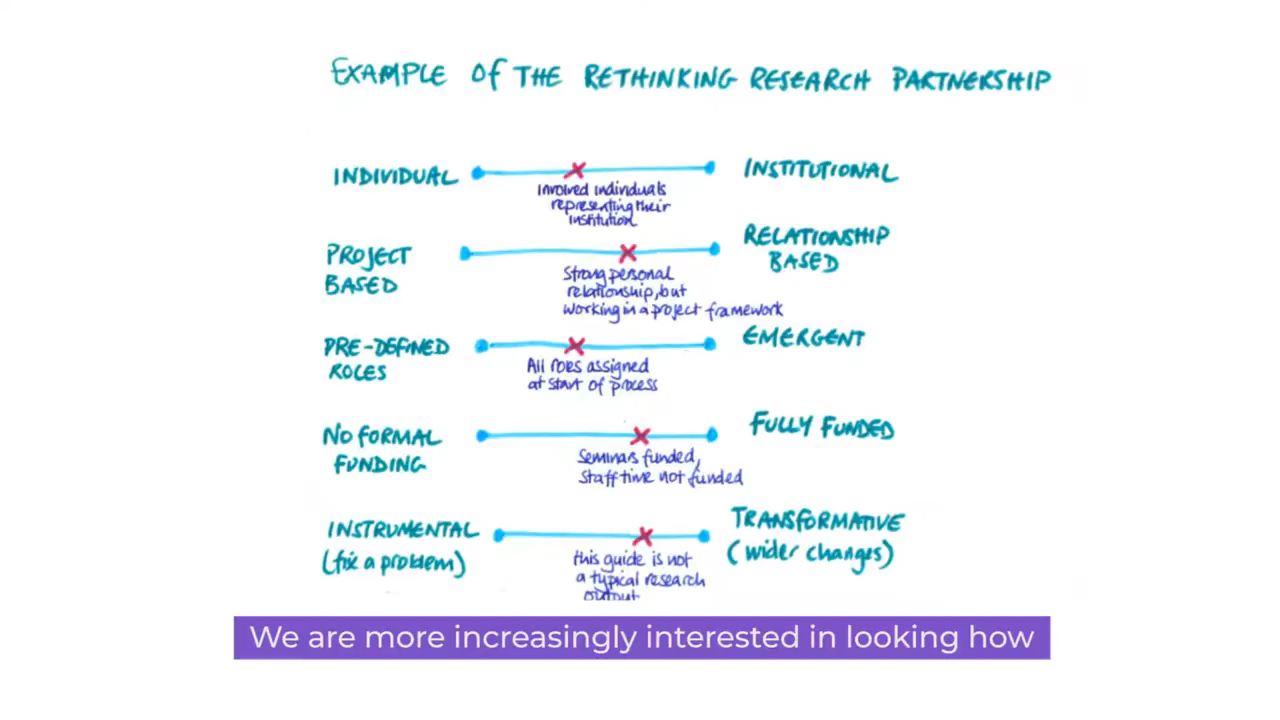 EXAMPLE OF THE RETHINKING RESEARCH PARTNERSHIP
INDIVIDUAL
INSTITUTIONAL
Involved individuals
representing their
institution
PROJECT
BASED
RELATIONSHIP
BASED
Strong personal
relationship, but
working in a project framework
PRE-DEFINED
ROLES
EMERGENT
All roles assigned
at start of process
NO FORMAL
FUNDING
FULLY FUNDED
Seminars funded,
Staff time not funded
INSTRUMENTAL
(fix a problem)
TRANSFORMATIVE
(wider changes)
this guide is not
a typical research
output
We are more increasingly interested in looking how